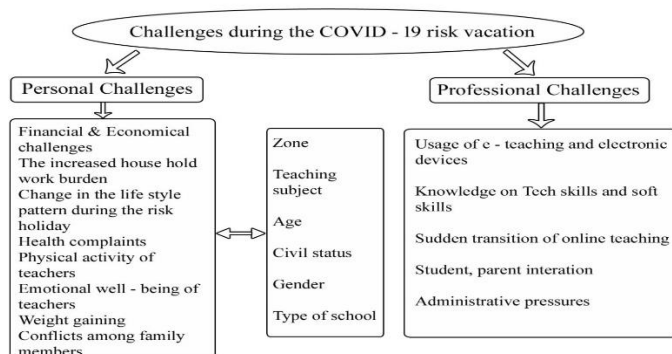 Challenges during the COVID - 19 risk vacation
Personal Challenges
Professional Challenges
Financial & Economical
challenges
The increased house hold
work burden
Change in the life style
pattern during the risk
holiday
Health complaints
Physical activity of
teachers
Emotional well - being of
teachers
Weight gaining
Conflicts among family
members
Zone
Teaching
subject
Age
Civil status
Gender
Type of school
Usage of e - teaching and electronic
devices
Knowledge on Tech skills and soft
skills
Sudden transition of online teaching
Student, parent interation
Administrative pressures